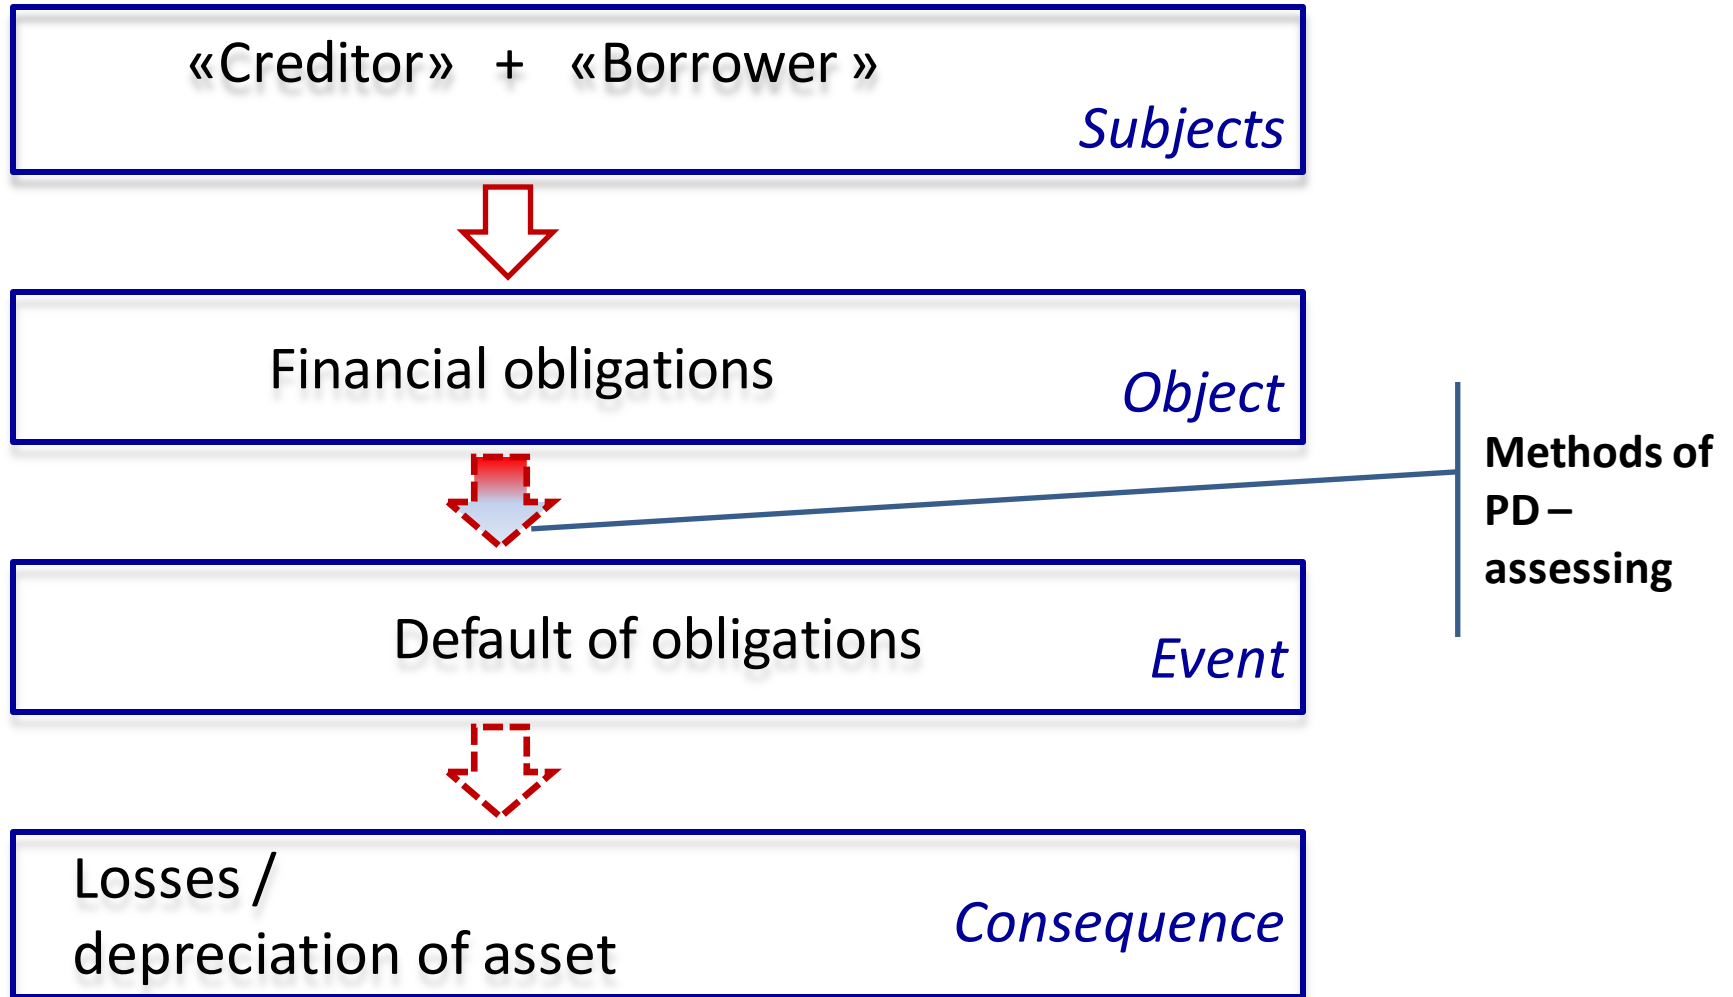 «Creditor» + «Borrower »
Subjects
Financial obligations
Object
Methods of
PD –
assessing
Default of obligations
Event
Losses /
depreciation of asset
Consequence